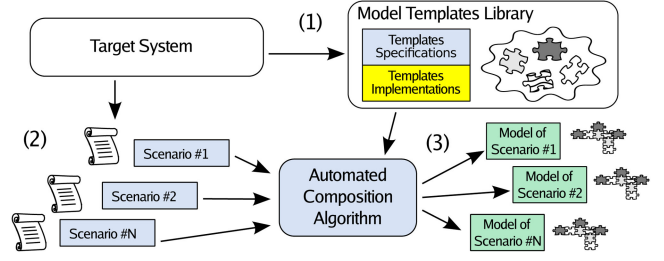 Target System
(1)
Model Templates Library
Templates
Specifications
Templates
Implementations
(2)
Scenario #1
Scenario #2
Scenario #N
Automated
Composition
Algorithm
(3)
Model of
Scenario #1
Model of
Scenario #2
Model of
Scenario #N